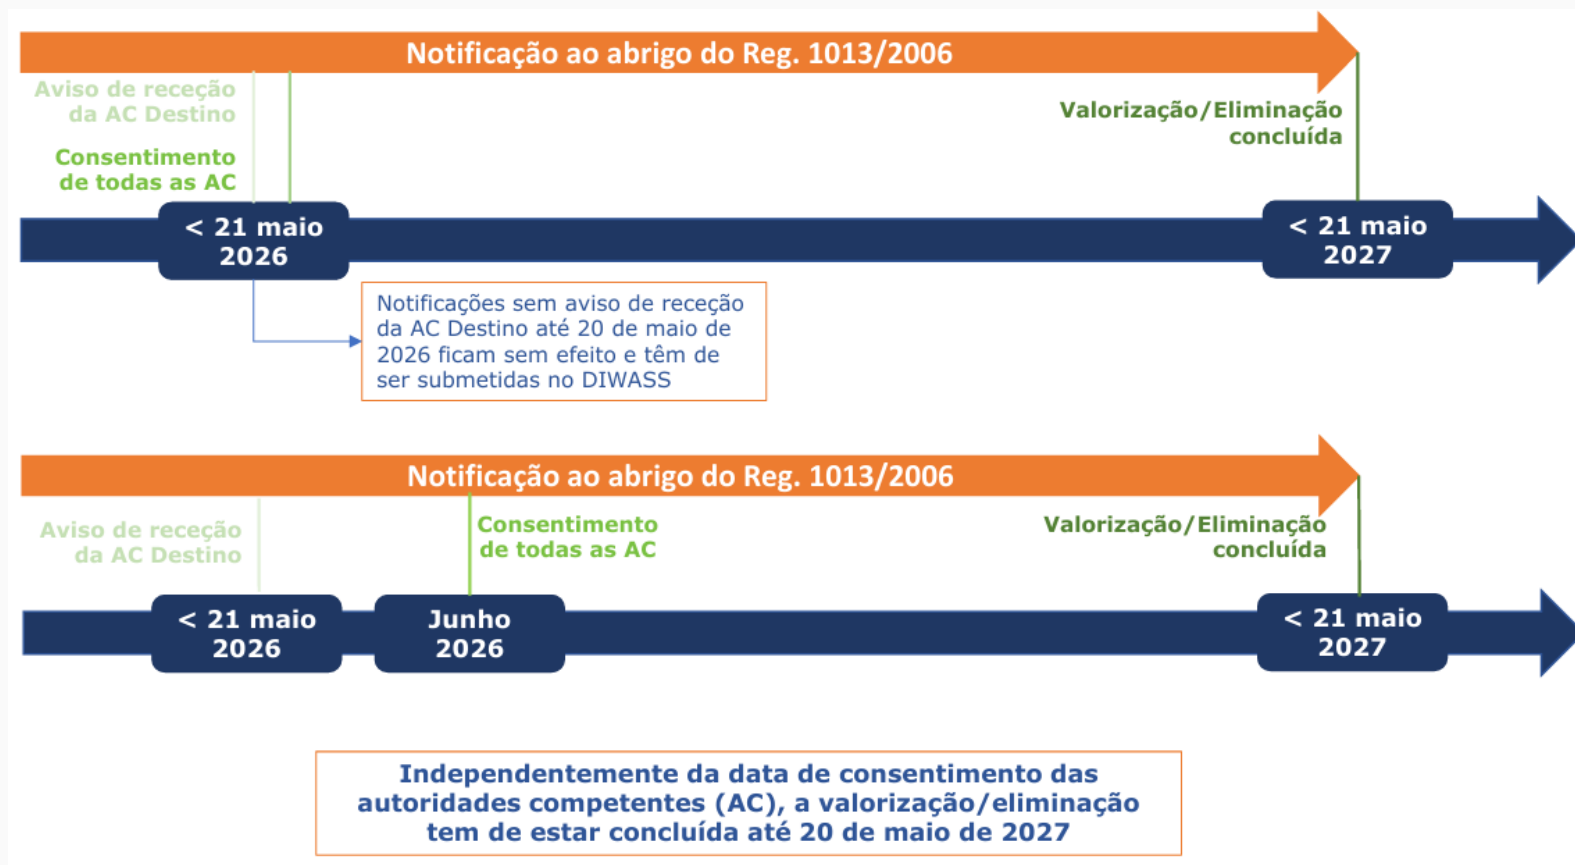 Notificação ao abrigo do Reg. 1013/2006
Aviso de receção
da AC Destino
Consentimento
de todas as AC
Valorização/Eliminação
concluída
< 21 maio
2026
< 21 maio
2027
Notificações sem aviso de receção
da AC Destino até 20 de maio de
2026 ficam sem efeito e têm de
ser submetidas no DIWASS
Notificação ao abrigo do Reg. 1013/2006
Aviso de receção
da AC Destino
Consentimento
de todas as AC
Valorização/Eliminação
concluída
< 21 maio
2026
Junho
2026
< 21 maio
2027
Independentemente da data de consentimento das
autoridades competentes (AC), a valorização/eliminação
tem de estar concluída até 20 de maio de 2027